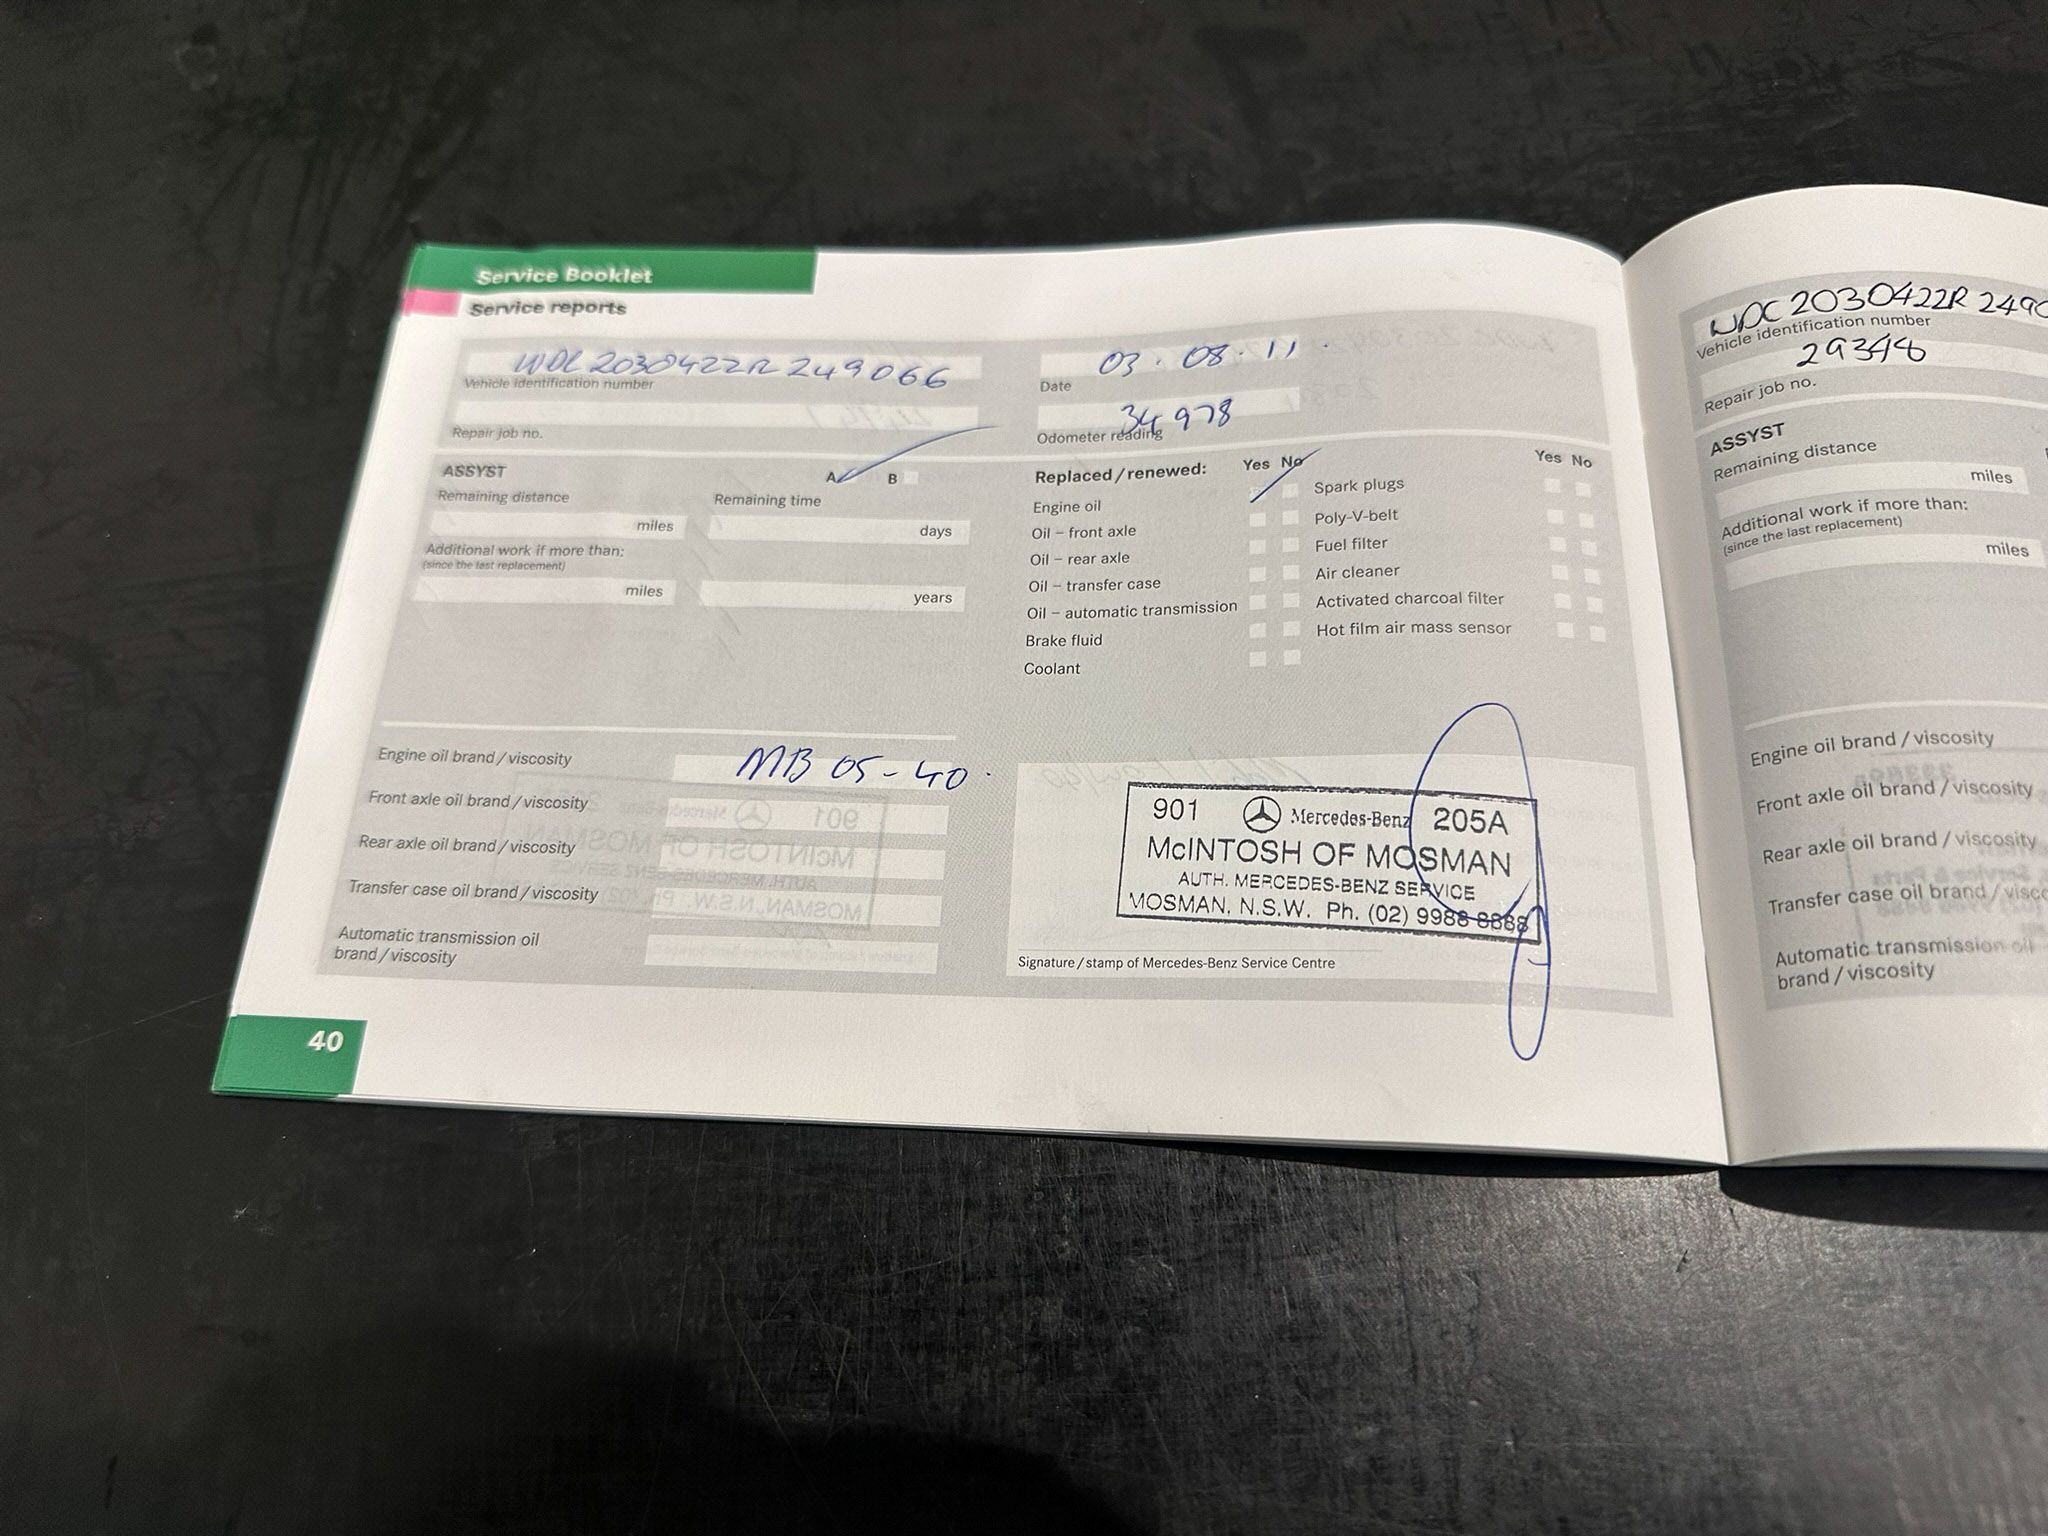 Service Booklet
Service reports
WDC 2030422R 249066
Vehicle identification number
Repair job no.
03 . 08 . 11 .
Date
34 978
Odometer reading
ASSYST
A B
Remaining distance
Remaining time
miles
days
Additional work if more than:
(since the last replacement)
miles
years
Replaced/renewed:
Yes No
Engine oil
Oil – front axle
Oil – rear axle
Oil – transfer case
Oil – automatic transmission
Brake fluid
Coolant
Yes No
Spark plugs
Poly-V-belt
Fuel filter
Air cleaner
Activated charcoal filter
Hot film air mass sensor
Engine oil brand/viscosity
MB 05-40.
Front axle oil brand/viscosity
Rear axle oil brand/viscosity
Transfer case oil brand/viscosity
Automatic transmission oil
brand/viscosity
901 Mercedes-Benz 205A
McINTOSH OF MOSMAN
AUTH. MERCEDES-BENZ SERVICE
MOSMAN. N.S.W. Ph. (02) 9988 8888
Signature/stamp of Mercedes-Benz Service Centre
40
WDC 2030422R 2490
Vehicle identification number
29348
Repair job no.
ASSYST
Remaining distance
miles
Additional work if more than:
(since the last replacement)
miles
Engine oil brand/viscosity
Front axle oil brand/viscosity
Rear axle oil brand/viscosity
Transfer case oil brand/visc
Automatic transmission oil
brand/viscosity